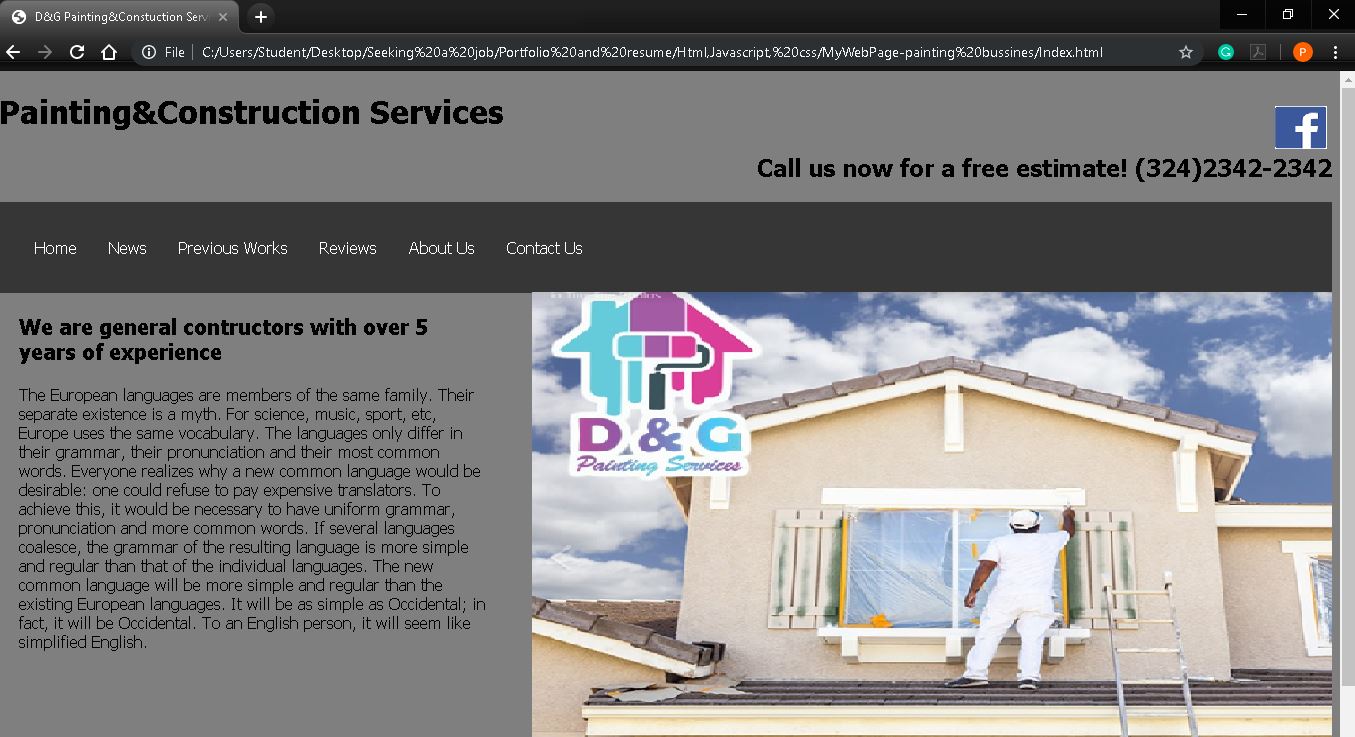 D&G Painting&Constuction Serv
File
C:/Users/Student/Desktop/Seeking%20a%20job/Portfolio%20and%20resume/Html,Javascript,%20css/MyWebPage-painting%20bussines/Index.html
P
Painting&Construction Services
Call us now for a free estimate! (324)2342-2342
Home News Previous Works Reviews About Us Contact Us
We are general contructors with over 5
years of experience
The European languages are members of the same family. Their
separate existence is a myth. For science, music, sport, etc,
Europe uses the same vocabulary. The languages only differ in
their grammar, their pronunciation and their most common
words. Everyone realizes why a new common language would be
desirable: one could refuse to pay expensive translators. To
achieve this, it would be necessary to have uniform grammar,
pronunciation and more common words. If several languages
coalesce, the grammar of the resulting language is more simple
and regular than that of the individual languages. The new
common language will be more simple and regular than the
existing European languages. It will be as simple as Occidental; in
fact, it will be Occidental. To an English person, it will seem like
simplified English.
D & G
Painting Services